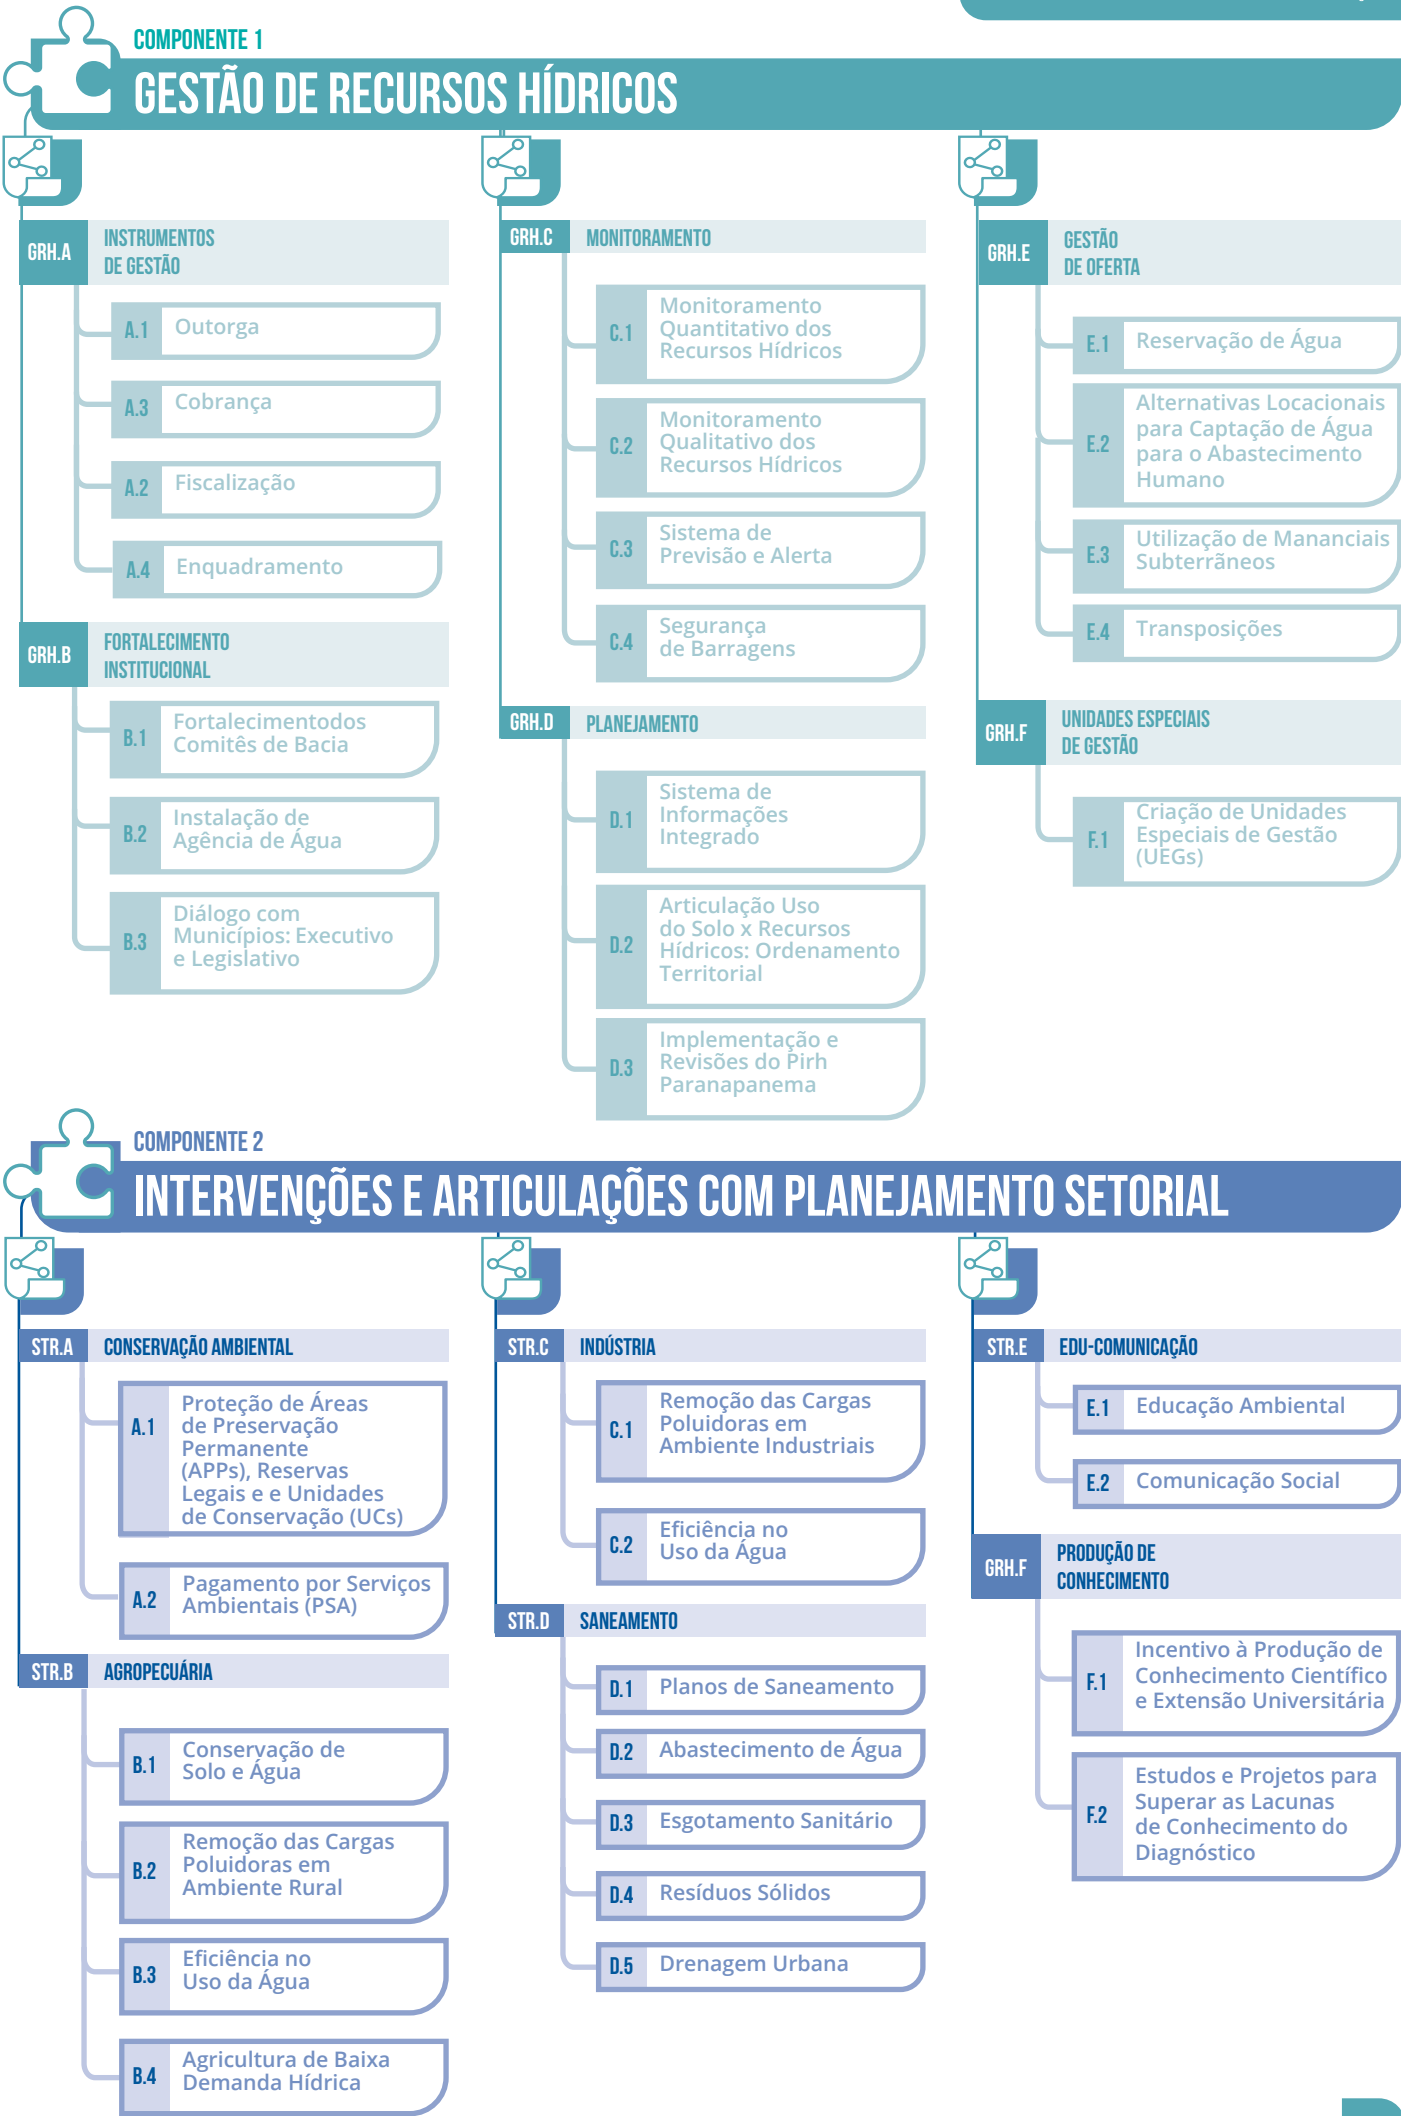 COMPONENTE 1
GESTÃO DE RECURSOS HÍDRICOS
GRH.A
INSTRUMENTOS
DE GESTÃO
A.1
Outorga
A.3
Cobrança
A.2
Fiscalização
A.4
Enquadramento
GRH.B
FORTALECIMENTO
INSTITUCIONAL
B.1
Fortalecimentodos
Comitês de Bacia
B.2
Instalação de
Agência de Água
B.3
Diálogo com
Municípios: Executivo
e Legislativo
GRH.C
MONITORAMENTO
C.1
Monitoramento
Quantitativo dos
Recursos Hídricos
C.2
Monitoramento
Qualitativo dos
Recursos Hídricos
C.3
Sistema de
Previsão e Alerta
C.4
Segurança
de Barragens
GRH.D
PLANEJAMENTO
D.1
Sistema de
Informações
Integrado
D.2
Articulação Uso
do Solo x Recursos
Hídricos: Ordenamento
Territorial
D.3
Implementação e
Revisões do Pirh
Paranapanema
GRH.E
GESTÃO
DE OFERTA
E.1
Reservação de Água
E.2
Alternativas Locacionais
para Captação de Água
para o Abastecimento
Humano
E.3
Utilização de Mananciais
Subterrãneos
E.4
Transposições
GRH.F
UNIDADES ESPECIAIS
DE GESTÃO
F.1
Criação de Unidades
Especiais de Gestão
(UEGs)
COMPONENTE 2
INTERVENÇÕES E ARTICULAÇÕES COM PLANEJAMENTO SETORIAL
STR.A
CONSERVAÇÃO AMBIENTAL
A.1
Proteção de Áreas
de Preservação
Permanente
(APPs), Reservas
Legais e e Unidades
de Conservação (UCs)
A.2
Pagamento por Serviços
Ambientais (PSA)
STR.B
AGROPECUÁRIA
B.1
Conservação de
Solo e Água
B.2
Remoção das Cargas
Poluidoras em
Ambiente Rural
B.3
Eficiência no
Uso da Água
B.4
Agricultura de Baixa
Demanda Hídrica
STR.C
INDÚSTRIA
C.1
Remoção das Cargas
Poluidoras em
Ambiente Industriais
C.2
Eficiência no
Uso da Água
STR.D
SANEAMENTO
D.1
Planos de Saneamento
D.2
Abastecimento de Água
D.3
Esgotamento Sanitário
D.4
Resíduos Sólidos
D.5
Drenagem Urbana
STR.E
EDU-COMUNICAÇÃO
E.1
Educação Ambiental
E.2
Comunicação Social
GRH.F
PRODUÇÃO DE
CONHECIMENTO
F.1
Incentivo à Produção de
Conhecimento Científico
e Extensão Universitária
F.2
Estudos e Projetos para
Superar as Lacunas
de Conhecimento do
Diagnóstico